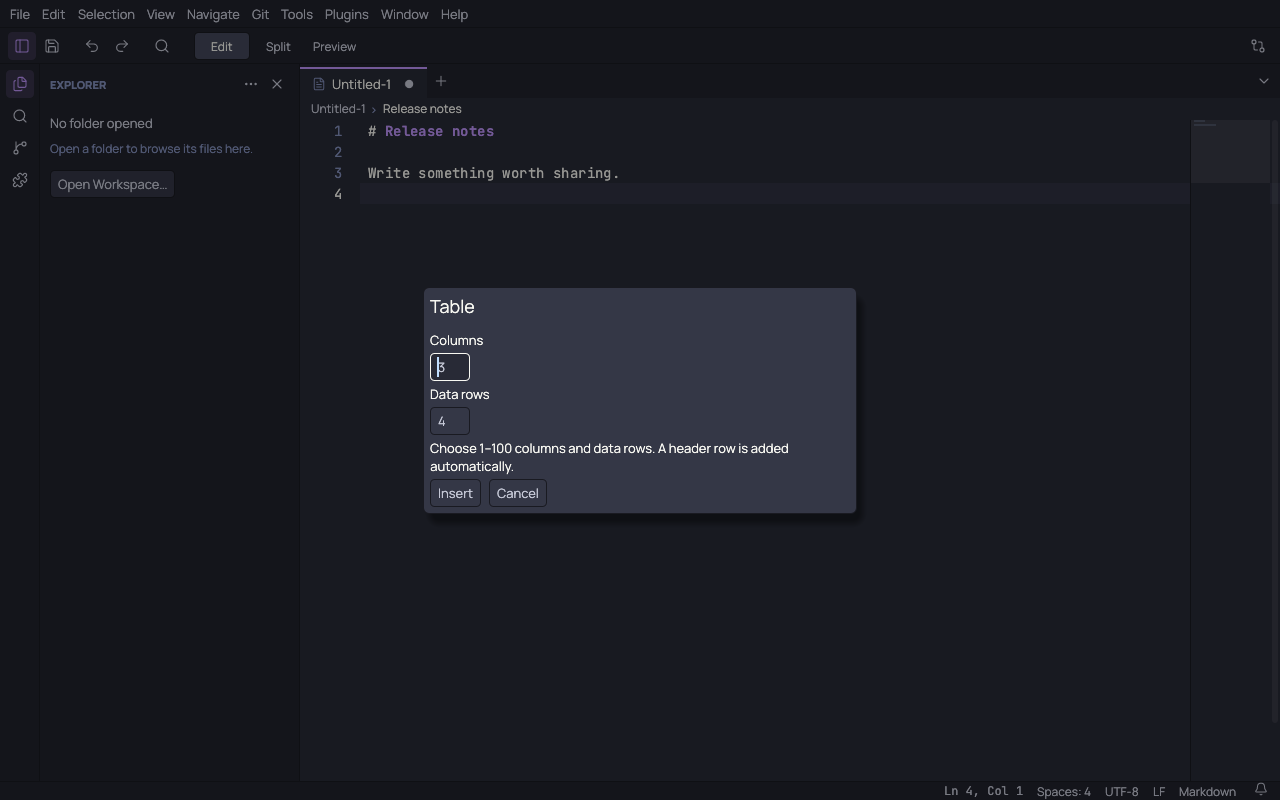 File Edit Selection View Navigate Git Tools Plugins Window Help
Edit Split Preview
EXPLORER
No folder opened
Open a folder to browse its files here.
Open Workspace...
Untitled-1
Untitled-1 › Release notes
1 # Release notes
2
3 Write something worth sharing.
4
Table
Columns
3
Data rows
4
Choose 1–100 columns and data rows. A header row is added
automatically.
Insert Cancel
Ln 4, Col 1 Spaces: 4 UTF-8 LF Markdown